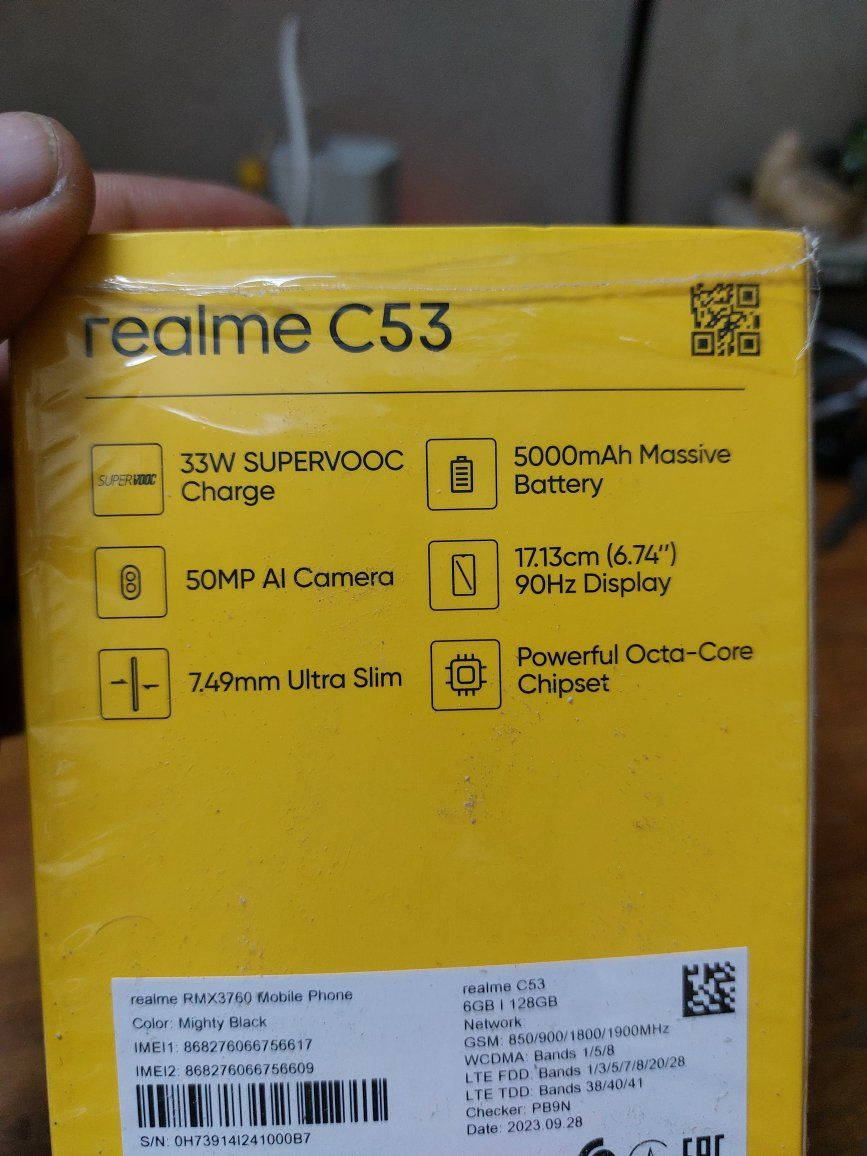 realme C53
SUPERVOOC
33W SUPERVOOC
Charge
5000mAh Massive
Battery
50MP AI Camera
17.13cm (6.74″)
90Hz Display
7.49mm Ultra Slim
Powerful Octa-Core
Chipset
realme RMX3760 Mobile Phone
Color: Mighty Black
IMEI1: 868276066756617
IMEI2: 868276066756609
S/N: 0H73914I241000B7
realme C53
6GB | 128GB
Network
GSM: 850/900/1800/1900MHz
WCDMA: Bands 1/5/8
LTE FDD: Bands 1/3/5/7/8/20/28
LTE TDD: Bands 38/40/41
Checker: PB9N
Date: 2023.09.28
EAC